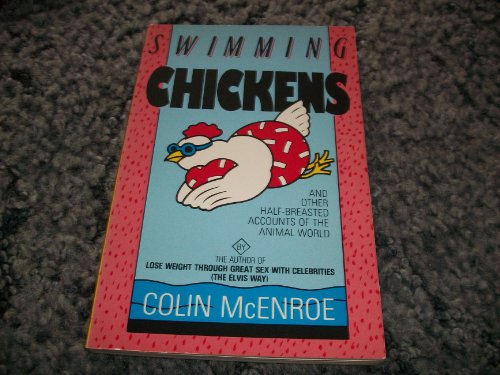 SWIMMING
CHICKENS
AND
OTHER
HALF-BREASTED
ACCOUNTS OF THE
ANIMAL WORLD
BY
THE AUTHOR OF
LOSE WEIGHT THROUGH GREAT SEX WITH CELEBRITIES
(THE ELVIS WAY)
COLIN McENROE